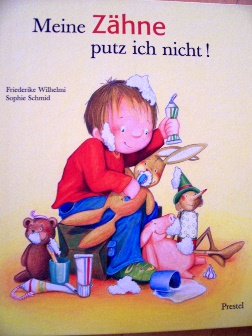 Meine Zähne
putz ich nicht!
Friederike Wilhelmi
Sophie Schmid
Prestel